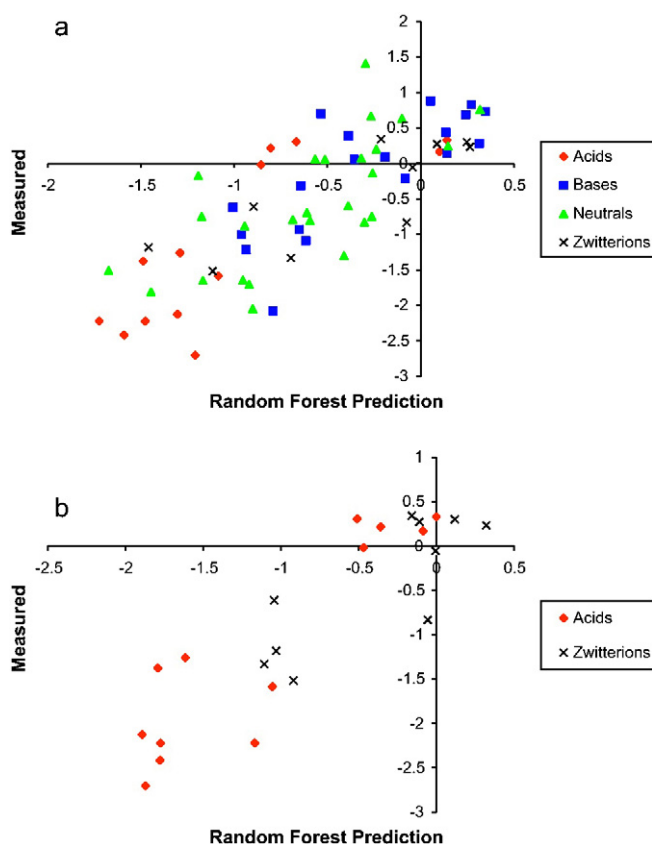 a
2
1.5
1
0.5
0
-2 -1.5 -1 -0.5 0 0.5
-0.5
-1
-1.5
-2
-2.5
-3
Measured
Random Forest Prediction
Acids
Bases
Neutrals
Zwitterions
b
1
0.5
0
-2.5 -2 -1.5 -1 -0.5 0 0.5
-0.5
-1
-1.5
-2
-2.5
-3
Measured
Random Forest Prediction
Acids
Zwitterions